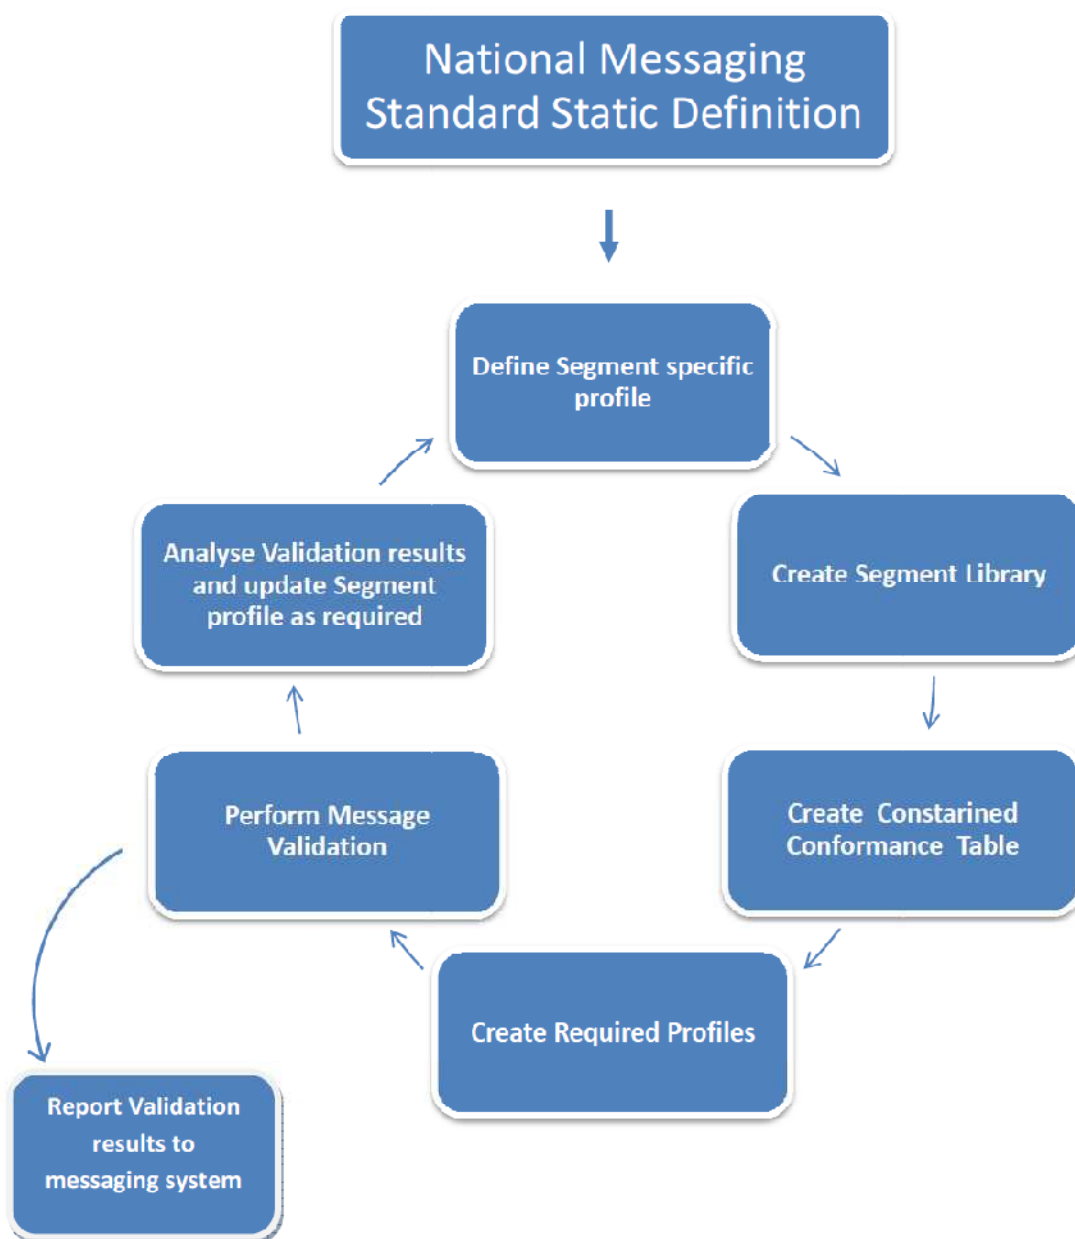 National Messaging
Standard Static Definition
Define Segment specific
profile
Analyse Validation results
and update Segment
profile as required
Create Segment Library
Perform Message
Validation
Create Constarined
Conformance Table
Create Required Profiles
Report Validation
results to
messaging system